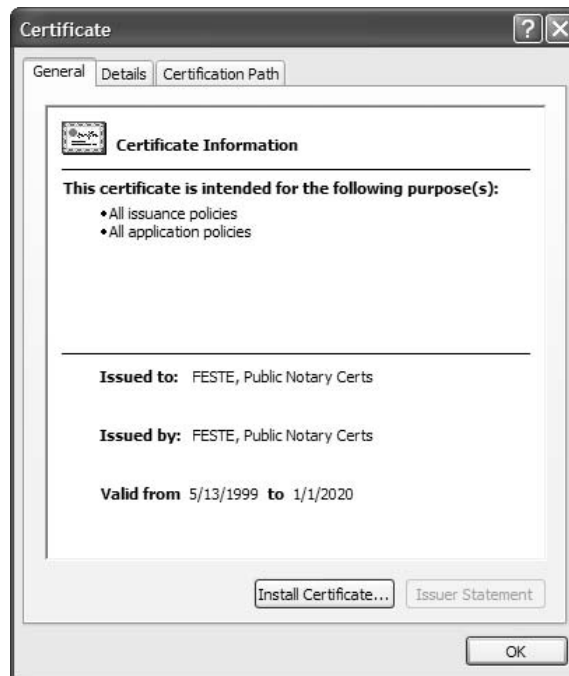 Certificate
General Details Certification Path
Certificate Information
This certificate is intended for the following purpose(s):
•All issuance policies
•All application policies
Issued to: FESTE, Public Notary Certs
Issued by: FESTE, Public Notary Certs
Valid from 5/13/1999 to 1/1/2020
Install Certificate... Issuer Statement
OK